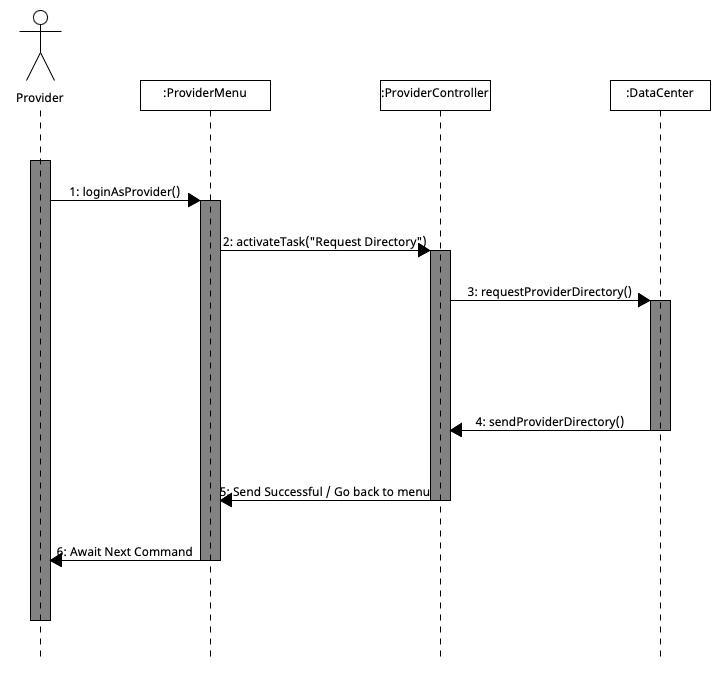 Provider
:ProviderMenu
:ProviderController
:DataCenter
1: loginAsProvider()
2: activateTask("Request Directory")
3: requestProviderDirectory()
4: sendProviderDirectory()
5: Send Successful / Go back to menu
6: Await Next Command